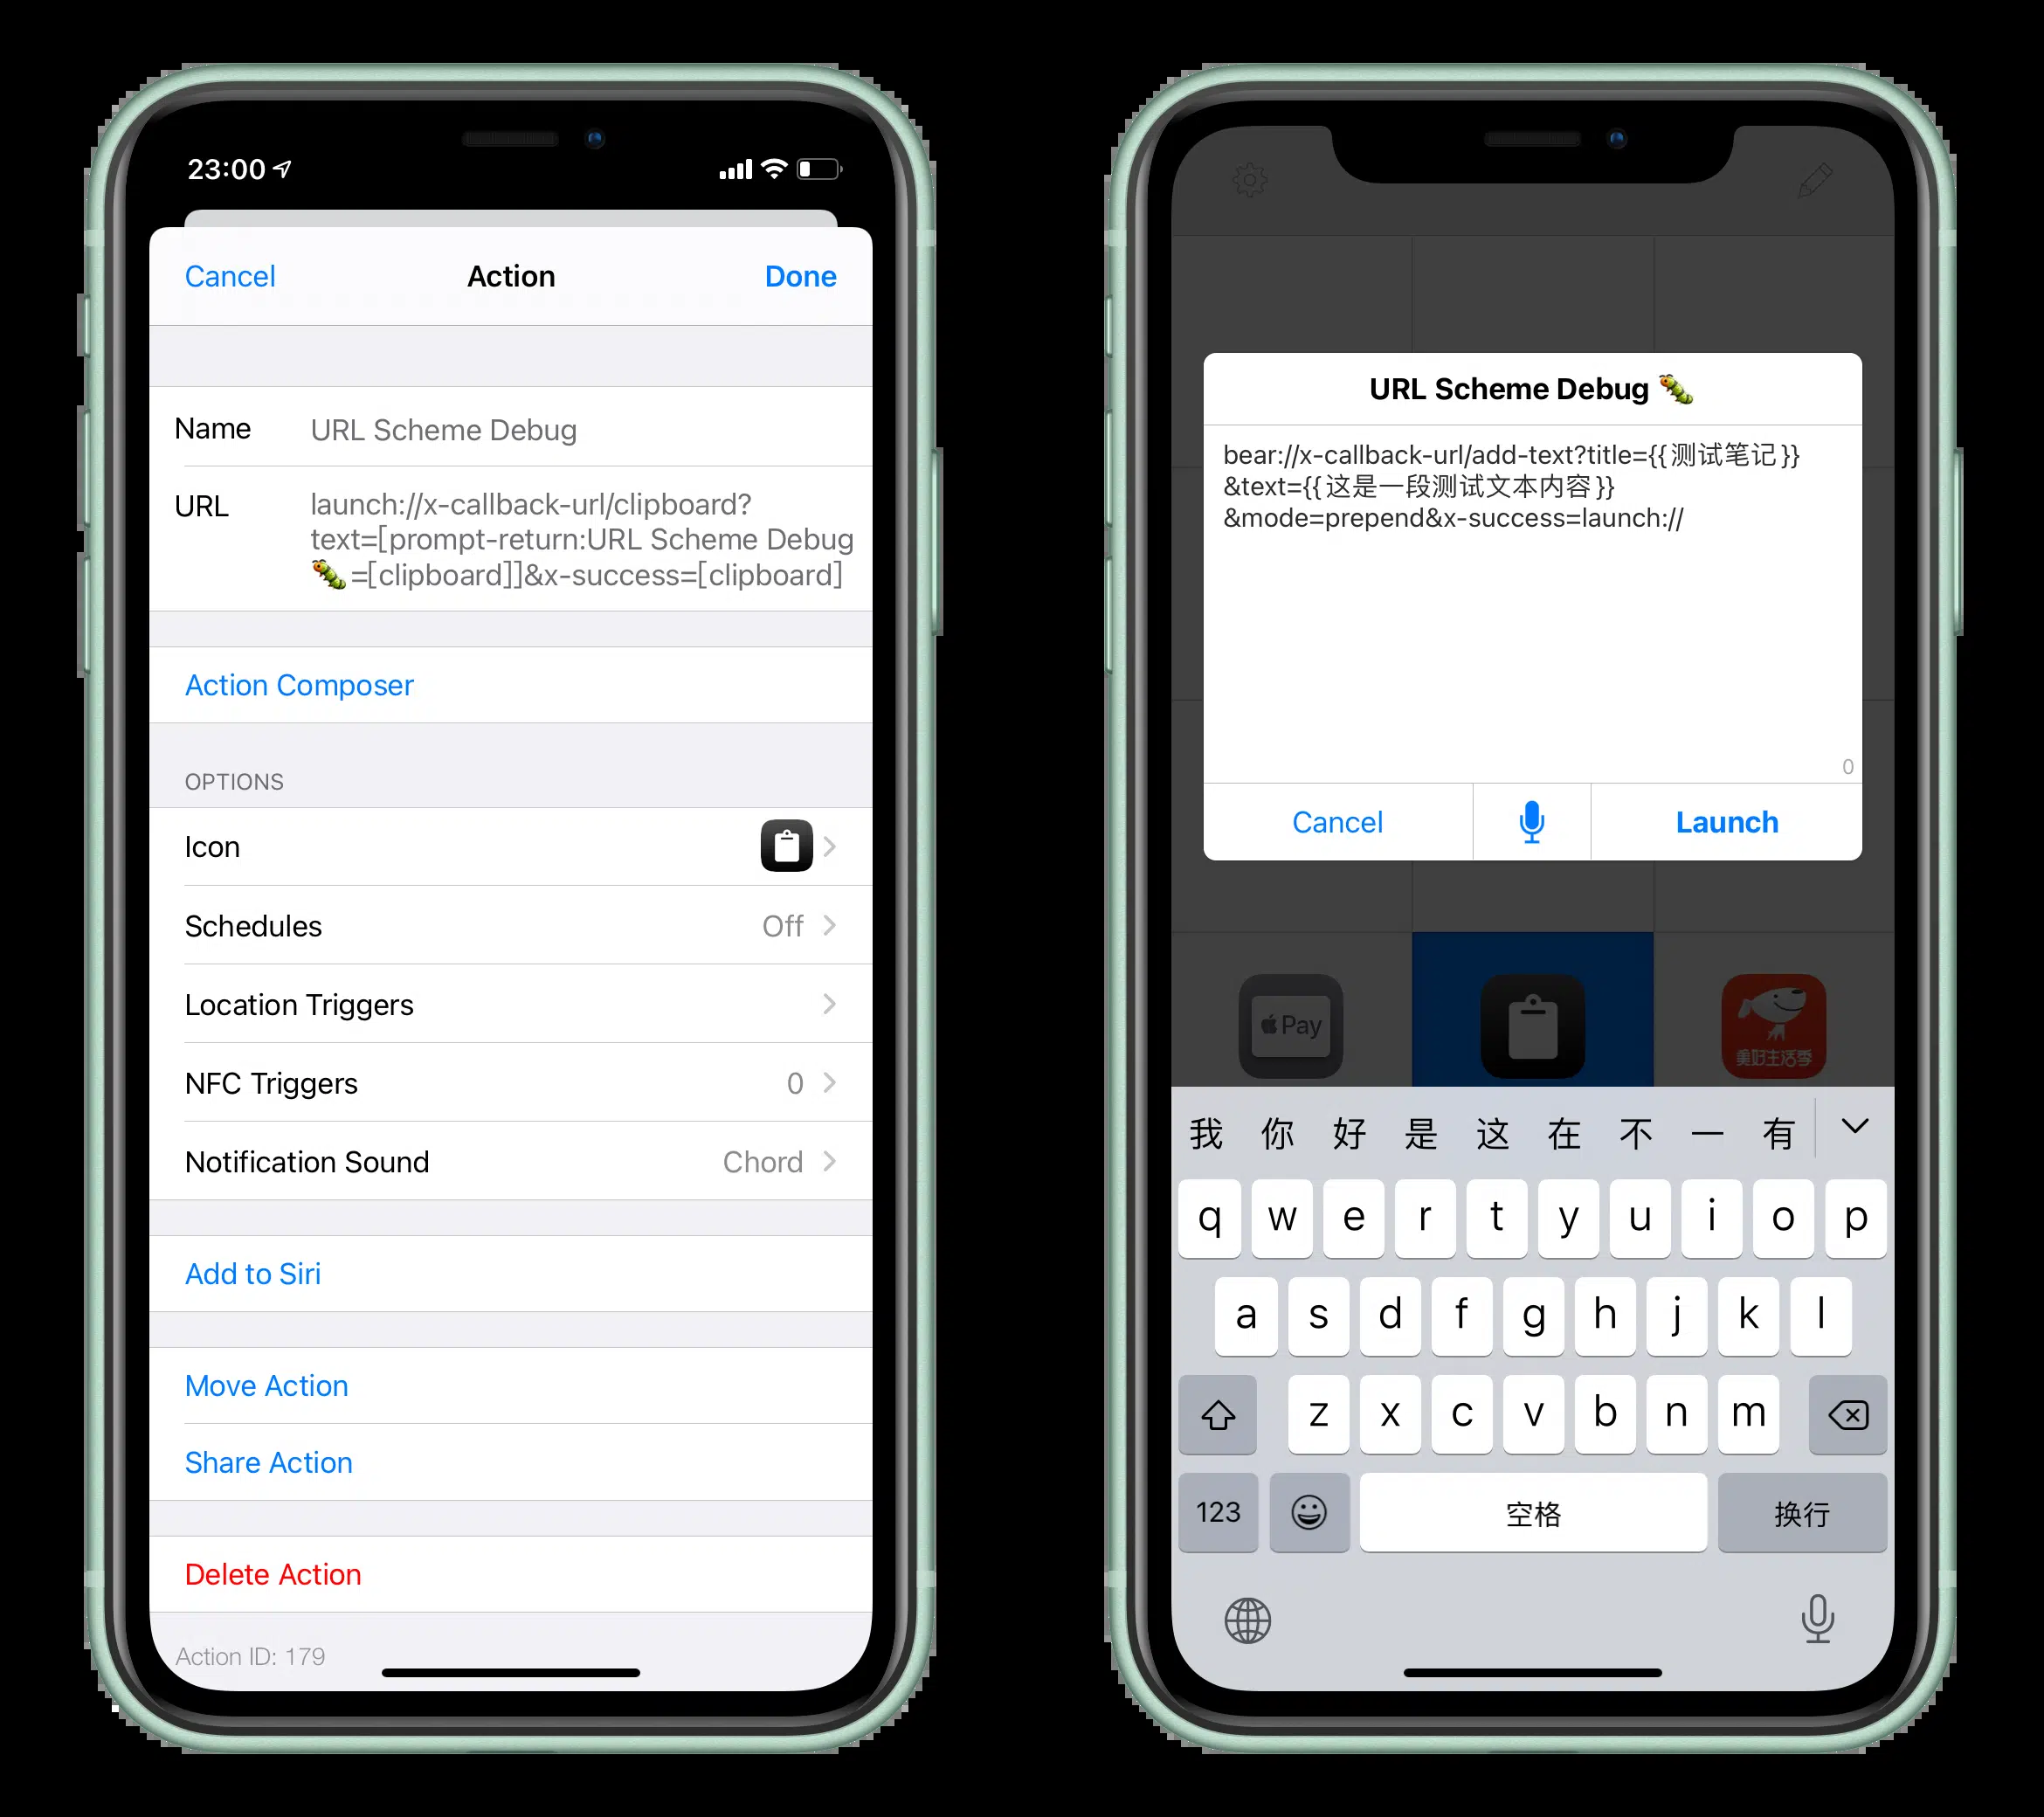 23:00
Cancel
Action
Done
Name
URL Scheme Debug
URL
launch://x-callback-url/clipboard?
text=[prompt-return:URL Scheme Debug
🐛=[clipboard]]&x-success=[clipboard]
Action Composer
OPTIONS
Icon
Schedules
Off
Location Triggers
NFC Triggers
0
Notification Sound
Chord
Add to Siri
Move Action
Share Action
Delete Action
Action ID: 179
URL Scheme Debug 🐛
bear://x-callback-url/add-text?title={{测试笔记}}
&text={{这是一段测试文本内容}}
&mode=prepend&x-success=launch://
0
Cancel
Launch
Pay
美好生活季
我 你 好 是 这 在 不 一 有
q w e r t y u i o p
a s d f g h j k l
z x c v b n m
123
空格
换行